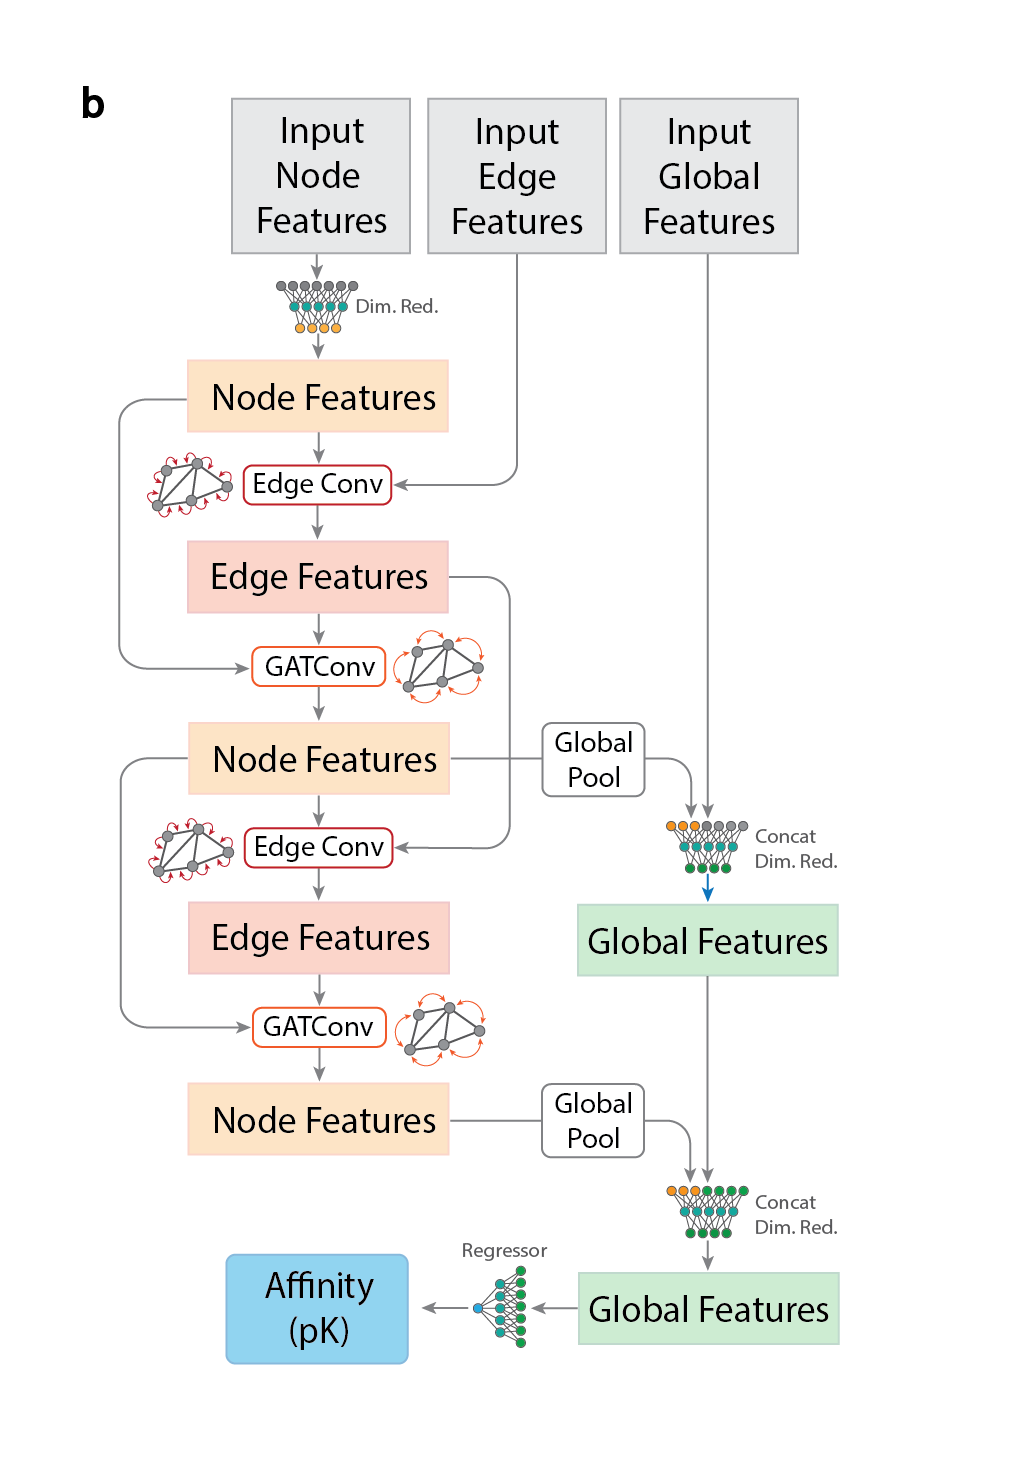 b
Input
Node
Features
Input
Edge
Features
Input
Global
Features
Dim. Red.
Node Features
Edge Conv
Edge Features
GATConv
Node Features
Global
Pool
Edge Conv
Concat
Dim. Red.
Edge Features
Global Features
GATConv
Node Features
Global
Pool
Concat
Dim. Red.
Regressor
Affinity
(pK)
Global Features